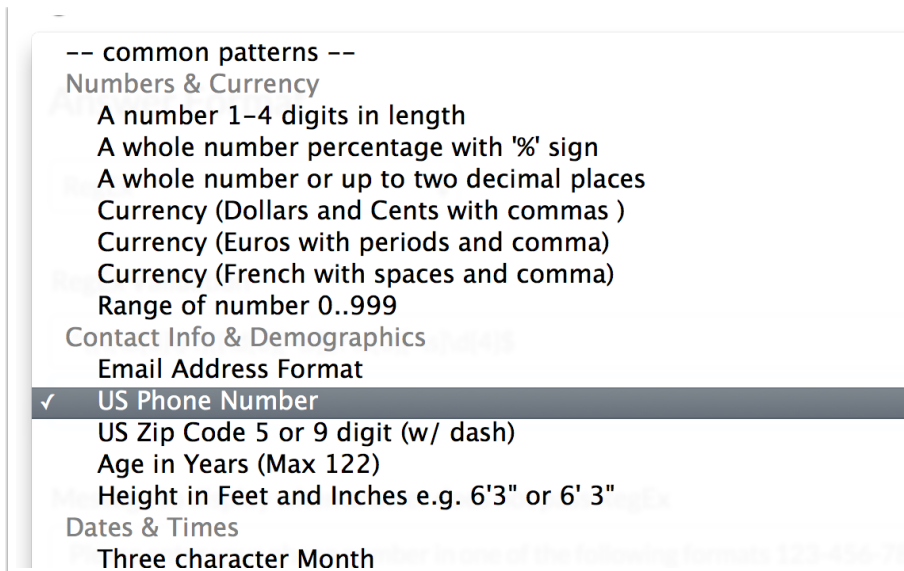 -- common patterns --
Numbers & Currency
A number 1-4 digits in length
A whole number percentage with '%' sign
A whole number or up to two decimal places
Currency (Dollars and Cents with commas )
Currency (Euros with periods and comma)
Currency (French with spaces and comma)
Range of number 0..999
Contact Info & Demographics
Email Address Format
✓ US Phone Number
US Zip Code 5 or 9 digit (w/ dash)
Age in Years (Max 122)
Height in Feet and Inches e.g. 6'3" or 6' 3"
Dates & Times
Three character Month